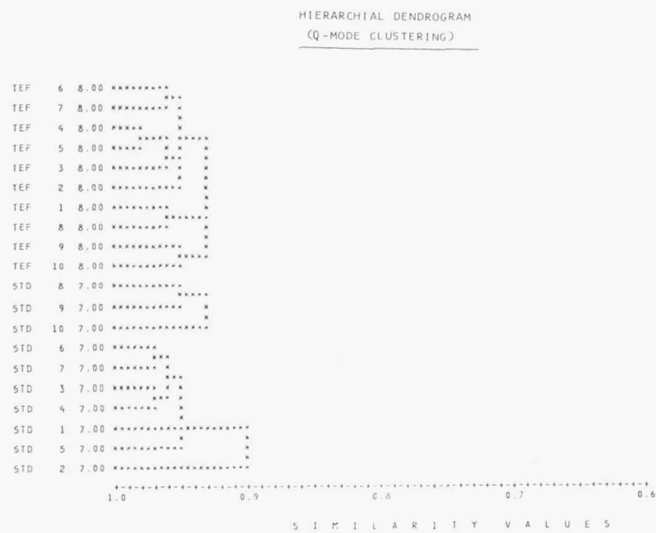 HIERARCHIAL DENDROGRAM
(Q-MODE CLUSTERING)
TEF 6 8.00
TEF 7 8.00
TEF 4 8.00
TEF 5 8.00
TEF 3 8.00
TEF 2 8.00
TEF 1 8.00
TEF 8 8.00
TEF 9 8.00
TEF 10 8.00
STD 8 7.00
STD 9 7.00
STD 10 7.00
STD 6 7.00
STD 7 7.00
STD 3 7.00
STD 4 7.00
STD 1 7.00
STD 5 7.00
STD 2 7.00
1.0 0.9 0.8 0.7 0.6
SIMILARITY VALUES